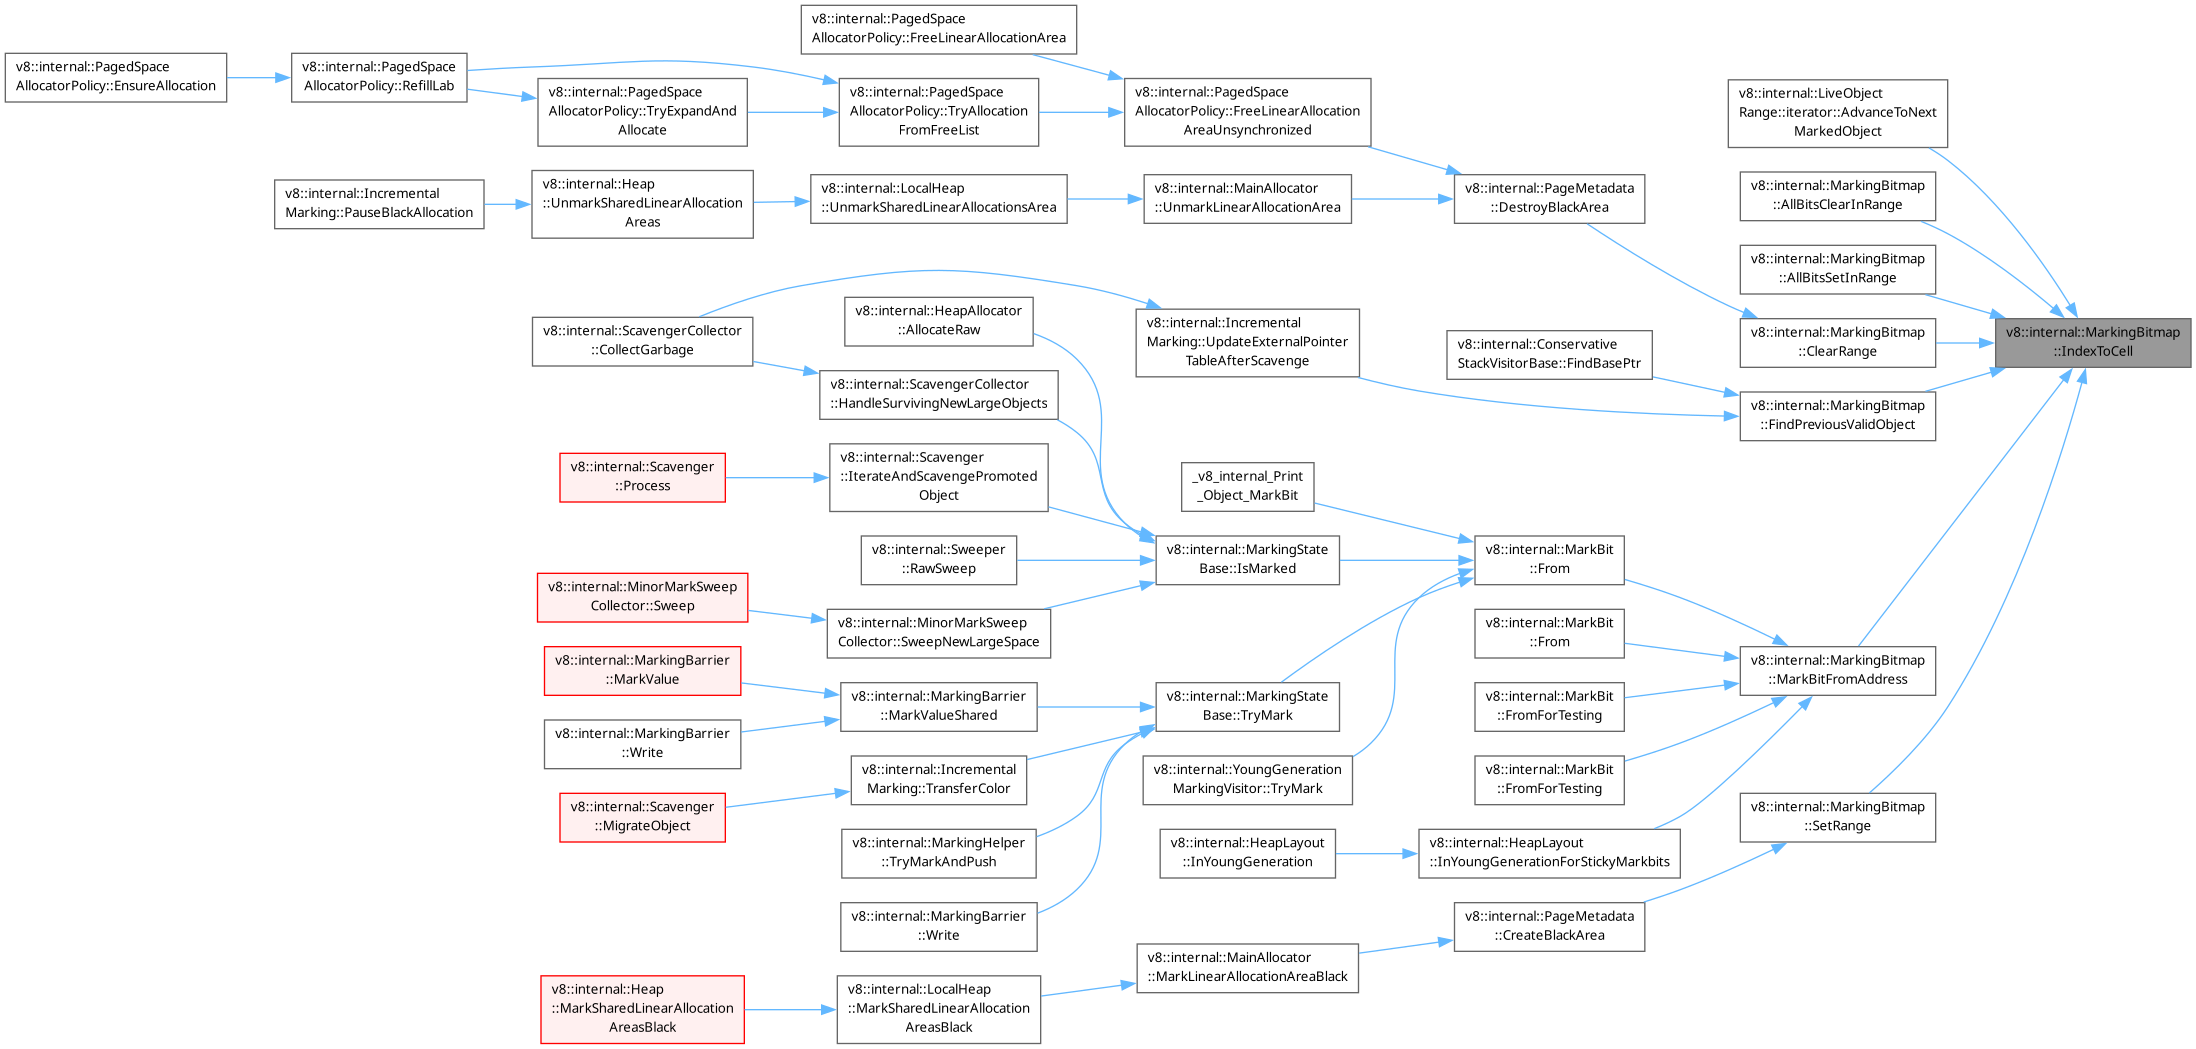 v8::internal::PagedSpace
AllocatorPolicy::FreeLinearAllocationArea
v8::internal::PagedSpace
AllocatorPolicy::EnsureAllocation
v8::internal::PagedSpace
AllocatorPolicy::RefillLab
v8::internal::PagedSpace
AllocatorPolicy::TryExpandAnd
Allocate
v8::internal::PagedSpace
AllocatorPolicy::TryAllocation
FromFreeList
v8::internal::PagedSpace
AllocatorPolicy::FreeLinearAllocation
AreaUnsynchronized
v8::internal::LiveObject
Range::iterator::AdvanceToNext
MarkedObject
v8::internal::Incremental
Marking::PauseBlackAllocation
v8::internal::Heap
::UnmarkSharedLinearAllocation
Areas
v8::internal::LocalHeap
::UnmarkSharedLinearAllocationsArea
v8::internal::MainAllocator
::UnmarkLinearAllocationArea
v8::internal::PageMetadata
::DestroyBlackArea
v8::internal::MarkingBitmap
::AllBitsClearInRange
v8::internal::MarkingBitmap
::AllBitsSetInRange
v8::internal::ScavengerCollector
::CollectGarbage
v8::internal::HeapAllocator
::AllocateRaw
v8::internal::Incremental
Marking::UpdateExternalPointer
TableAfterScavenge
v8::internal::Conservative
StackVisitorBase::FindBasePtr
v8::internal::MarkingBitmap
::ClearRange
v8::internal::MarkingBitmap
::IndexToCell
v8::internal::ScavengerCollector
::HandleSurvivingNewLargeObjects
v8::internal::MarkingBitmap
::FindPreviousValidObject
v8::internal::Scavenger
::Process
v8::internal::Scavenger
::IterateAndScavengePromoted
Object
_v8_internal_Print
_Object_MarkBit
v8::internal::Sweeper
::RawSweep
v8::internal::MarkingState
Base::IsMarked
v8::internal::MarkBit
::From
v8::internal::MinorMarkSweep
Collector::Sweep
v8::internal::MinorMarkSweep
Collector::SweepNewLargeSpace
v8::internal::MarkBit
::From
v8::internal::MarkingBarrier
::MarkValue
v8::internal::MarkingBarrier
::MarkValueShared
v8::internal::MarkingState
Base::TryMark
v8::internal::MarkBit
::FromForTesting
v8::internal::MarkingBitmap
::MarkBitFromAddress
v8::internal::MarkingBarrier
::Write
v8::internal::Incremental
Marking::TransferColor
v8::internal::YoungGeneration
MarkingVisitor::TryMark
v8::internal::MarkBit
::FromForTesting
v8::internal::Scavenger
::MigrateObject
v8::internal::MarkingBitmap
::SetRange
v8::internal::MarkingHelper
::TryMarkAndPush
v8::internal::HeapLayout
::InYoungGeneration
v8::internal::HeapLayout
::InYoungGenerationForStickyMarkbits
v8::internal::MarkingBarrier
::Write
v8::internal::PageMetadata
::CreateBlackArea
v8::internal::MainAllocator
::MarkLinearAllocationAreaBlack
v8::internal::Heap
::MarkSharedLinearAllocation
AreasBlack
v8::internal::LocalHeap
::MarkSharedLinearAllocation
AreasBlack